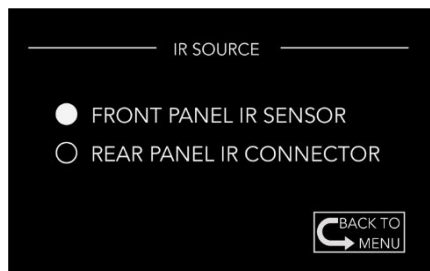 IR SOURCE
FRONT PANEL IR SENSOR
REAR PANEL IR CONNECTOR
BACK TO
MENU